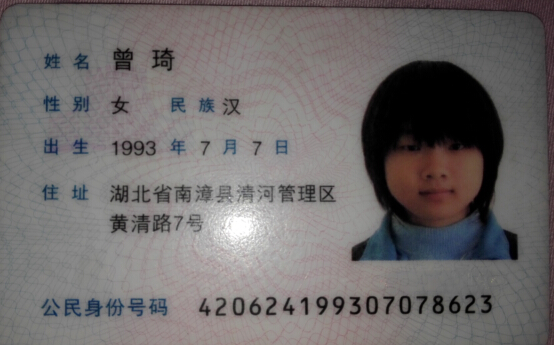 姓名 曾琦
性别 女 民族 汉
出生 1993 年 7 月 7 日
住址 湖北省南漳县清河管理区
黄清路7号
公民身份号码 420624199307078623